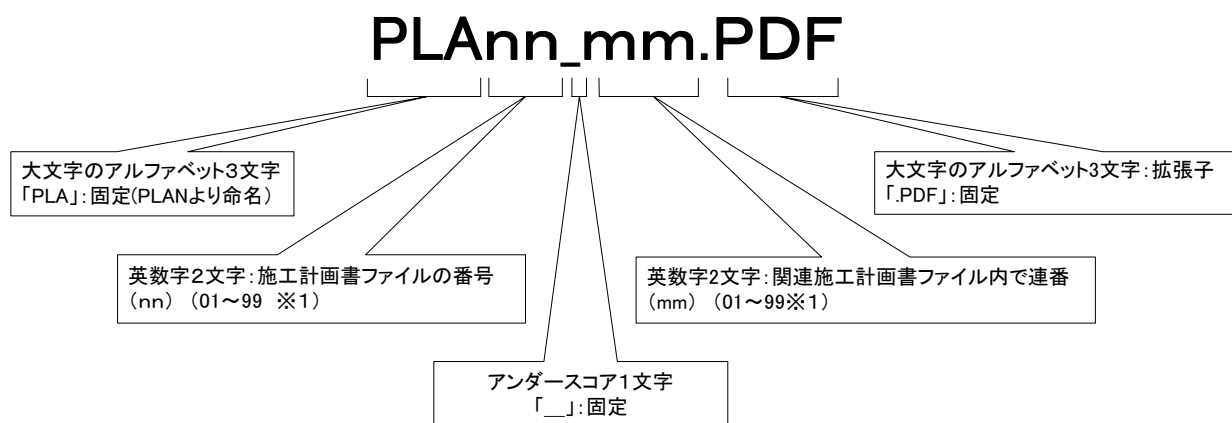 PLAnn_mm.PDF
大文字のアルファベット3文字
「PLA」:固定(PLANより命名)
大文字のアルファベット3文字:拡張子
「.PDF」:固定
英数字2文字:施工計画書ファイルの番号
(nn) (01~99 ※1)
英数字2文字:関連施工計画書ファイル内で連番
(mm) (01~99※1)
アンダースコア1文字
「__」:固定